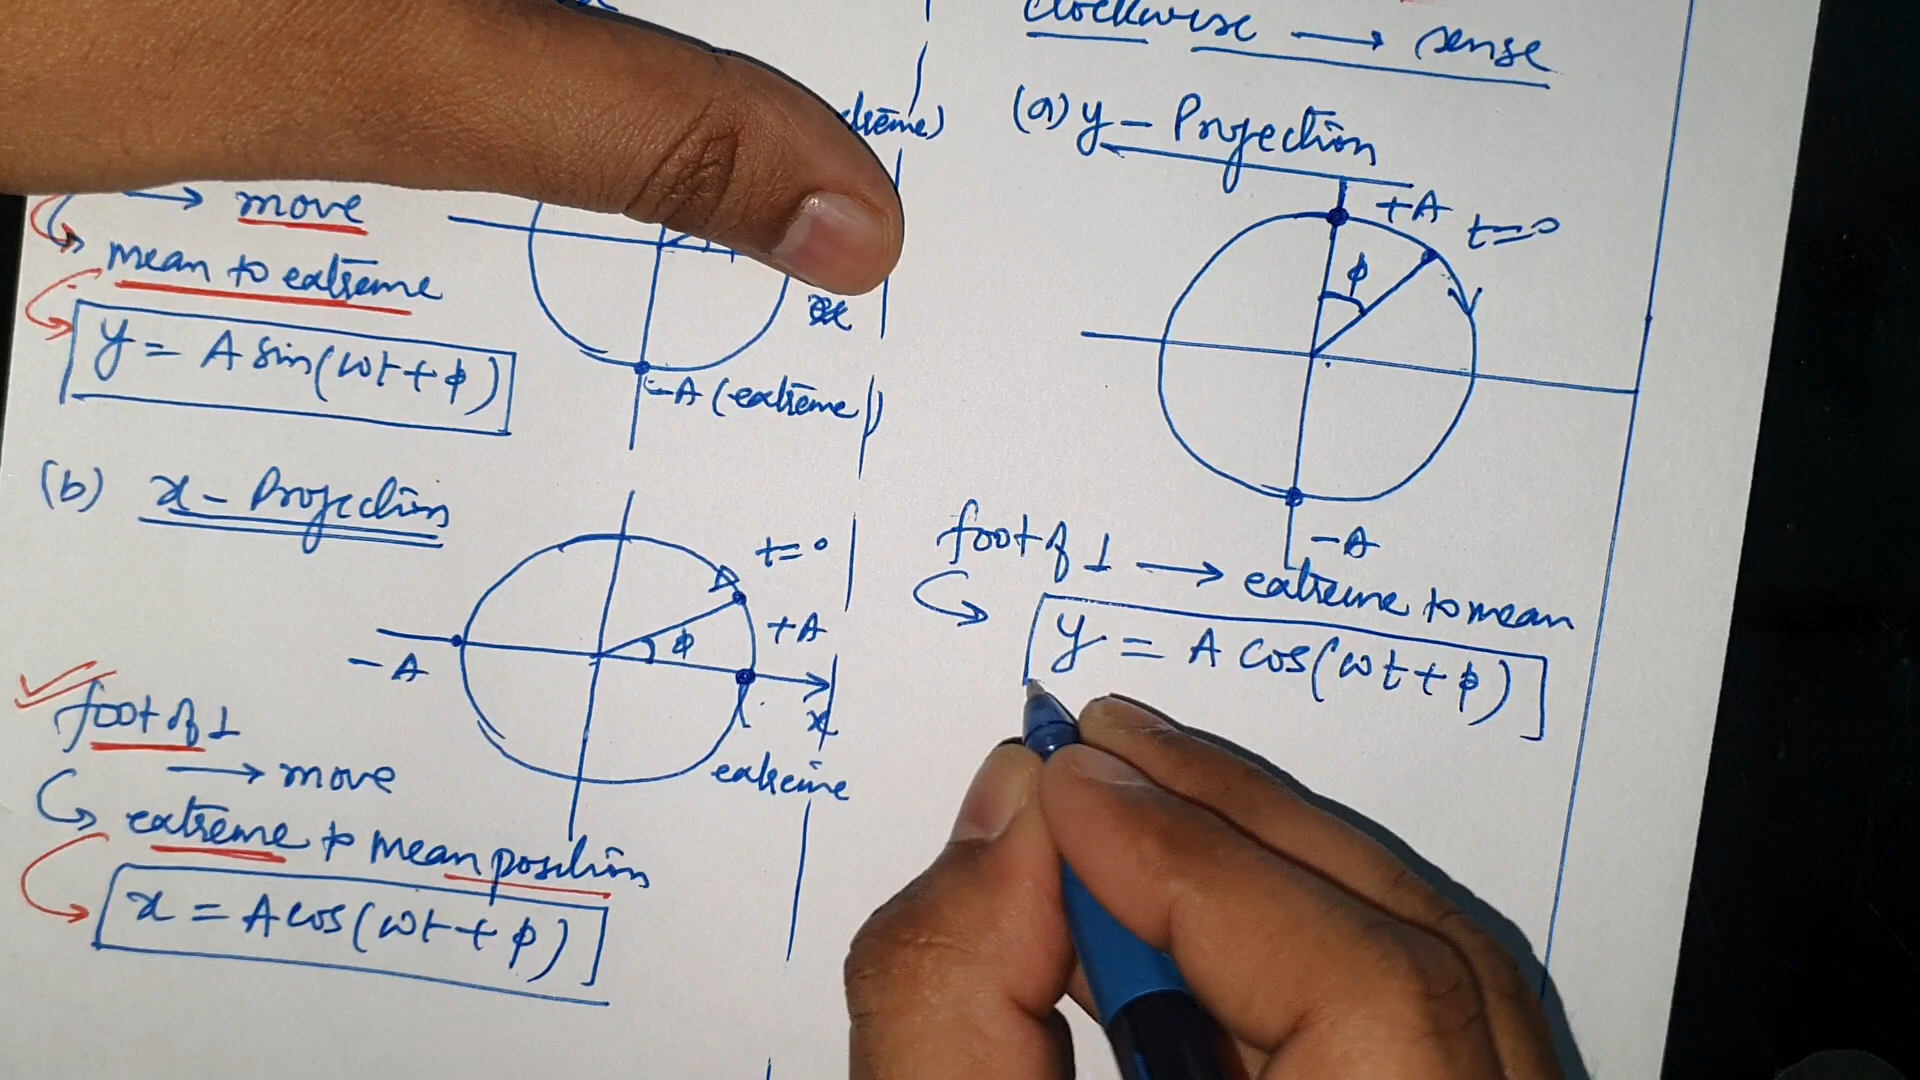 → move
mean to extreme
y = A sin(ωt + φ)
-A (extreme)
(b) x - Projection
t=0
+A
φ
-A
x
extreme
foot of ⊥
→ move
extreme to mean position
x = A cos(ωt + φ)
clockwise → sense
(a) y - Projection
+A
t=0
φ
-A
foot of ⊥ → extreme to mean
y = A cos(ωt + φ)